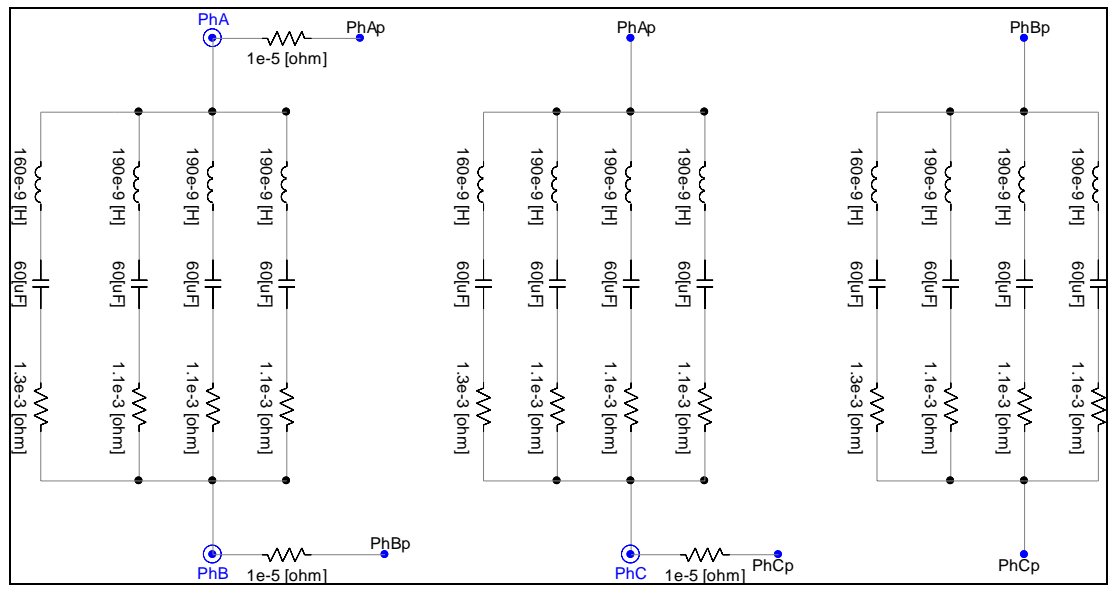 PhA
PhAp
PhAp
PhBp
1e-5 [ohm]
160e-9 [H]
190e-9 [H]
190e-9 [H]
190e-9 [H]
160e-9 [H]
190e-9 [H]
190e-9 [H]
190e-9 [H]
160e-9 [H]
190e-9 [H]
190e-9 [H]
190e-9 [H]
60[uF]
60[uF]
60[uF]
60[uF]
60[uF]
60[uF]
60[uF]
60[uF]
60[uF]
60[uF]
60[uF]
60[uF]
1.3e-3 [ohm]
1.1e-3 [ohm]
1.1e-3 [ohm]
1.1e-3 [ohm]
1.3e-3 [ohm]
1.1e-3 [ohm]
1.1e-3 [ohm]
1.1e-3 [ohm]
1.3e-3 [ohm]
1.1e-3 [ohm]
1.1e-3 [ohm]
1.1e-3 [ohm]
PhBp
PhB
1e-5 [ohm]
PhC
1e-5 [ohm]
PhCp
PhCp